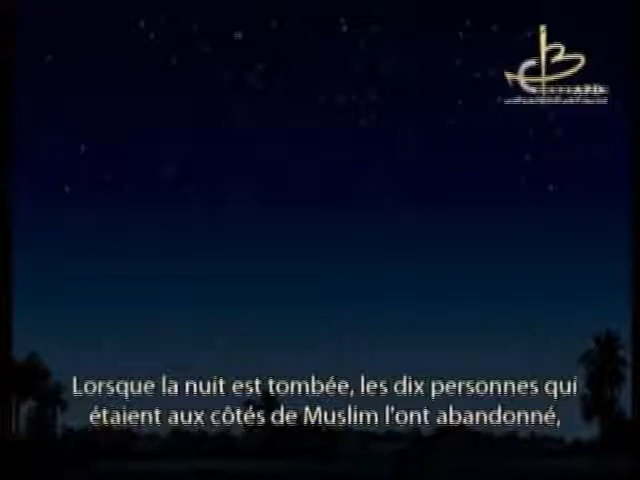 Lorsque la nuit est tombée, les dix personnes qui
étaient aux côtés de Muslim l'ont abandonné,